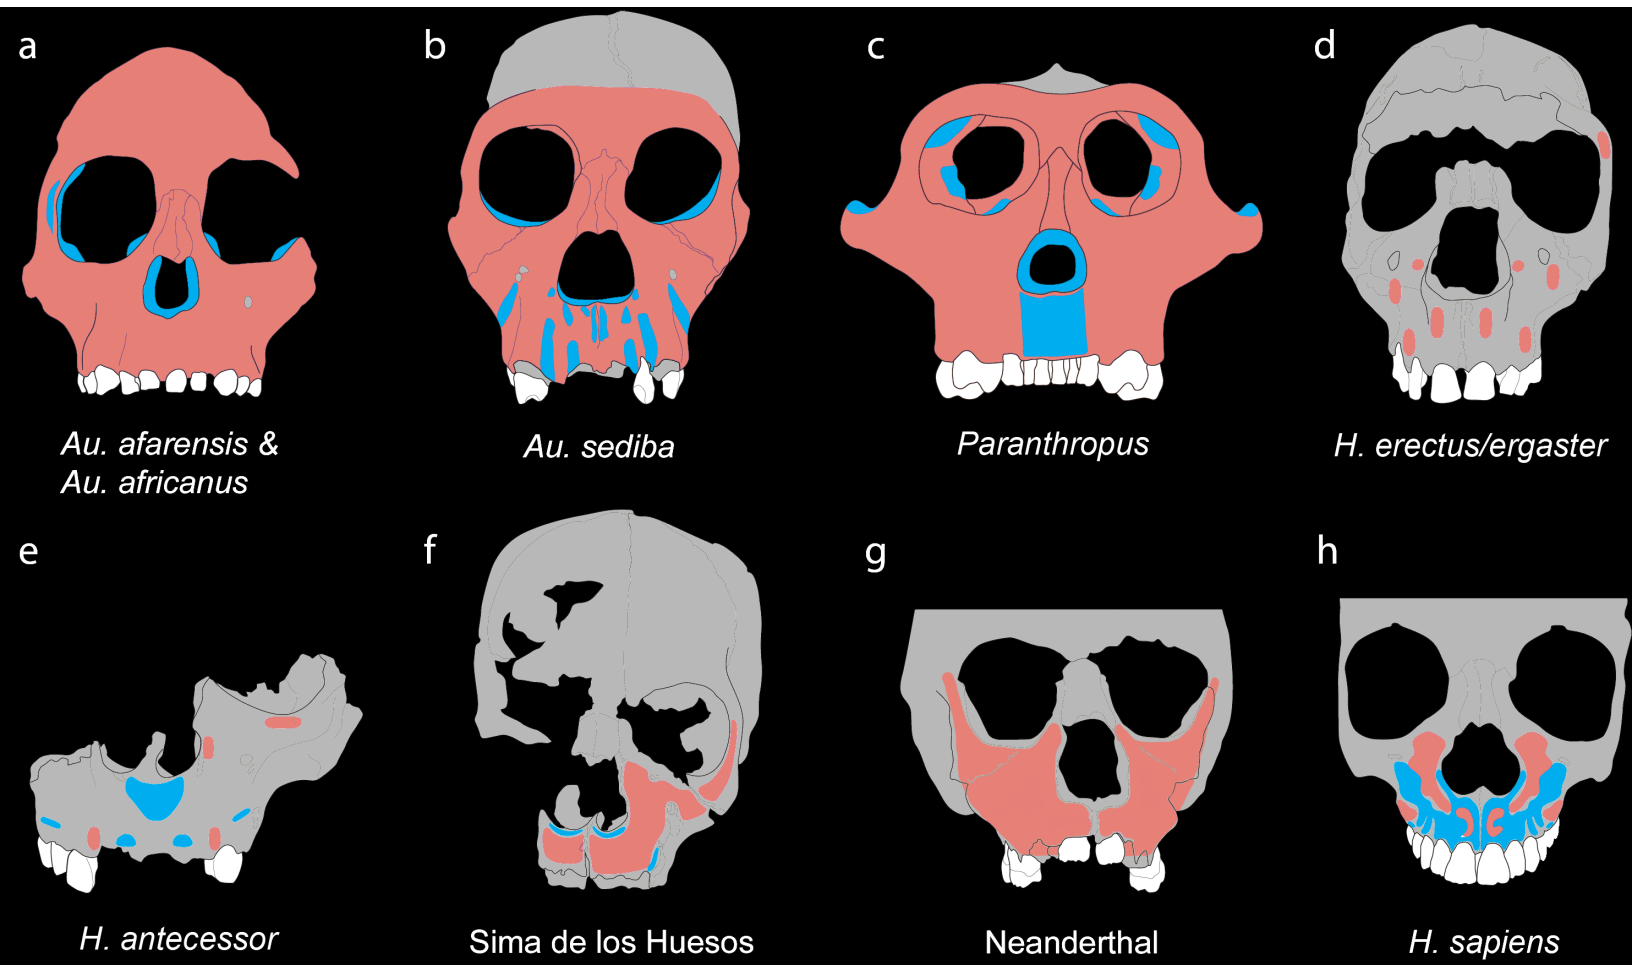 a
b
c
d
Au. afarensis &
Au. africanus
Au. sediba
Paranthropus
H. erectus/ergaster
e
f
g
h
H. antecessor
Sima de los Huesos
Neanderthal
H. sapiens